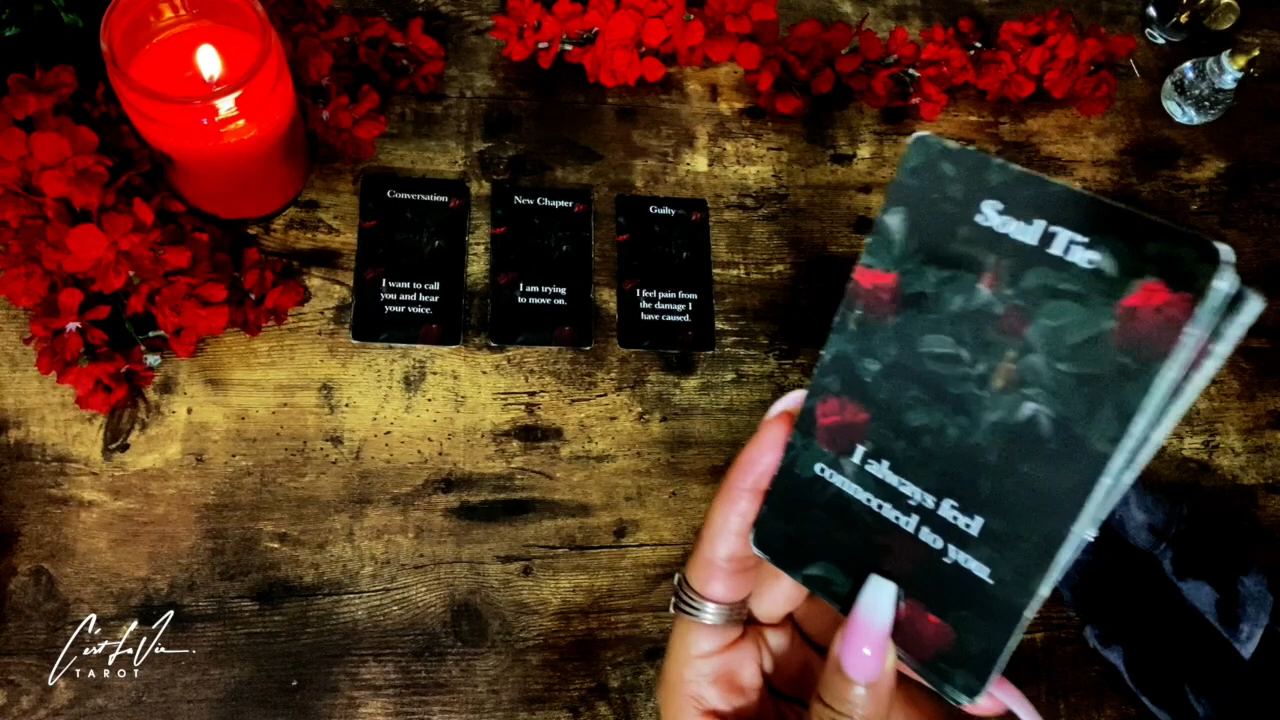 Conversation
I want to call
you and hear
your voice.
New Chapter
I am trying
to move on.
Guilty
I feel pain from
the damage I
have caused.
Soul Tie
I always feel
connected to you.
C'est La Vie
TAROT